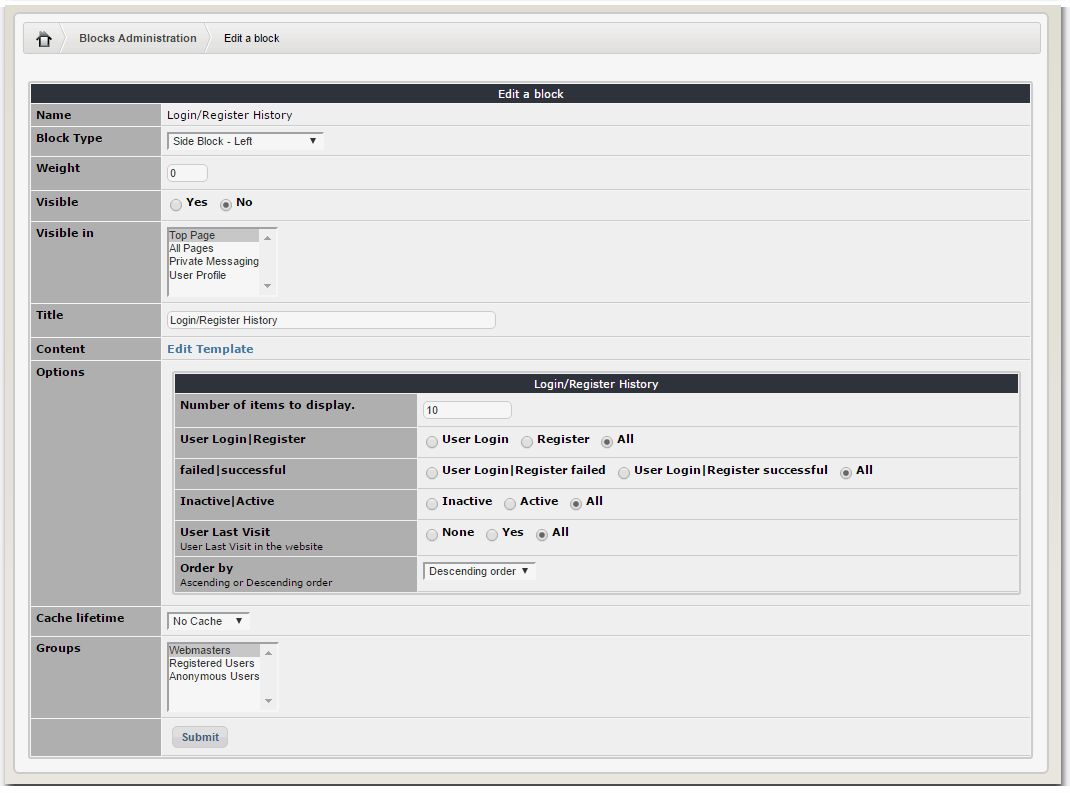 Blocks Administration Edit a block
Edit a block
Name Login/Register History
Block Type Side Block - Left
Weight 0
Visible Yes No
Visible in Top Page
All Pages
Private Messaging
User Profile
Title Login/Register History
Content Edit Template
Options
Login/Register History
Number of items to display. 10
User Login|Register User Login Register All
failed|successful User Login|Register failed User Login|Register successful All
Inactive|Active Inactive Active All
User Last Visit None Yes All
User Last Visit in the website
Order by Descending order
Ascending or Descending order
Cache lifetime No Cache
Groups Webmasters
Registered Users
Anonymous Users
Submit